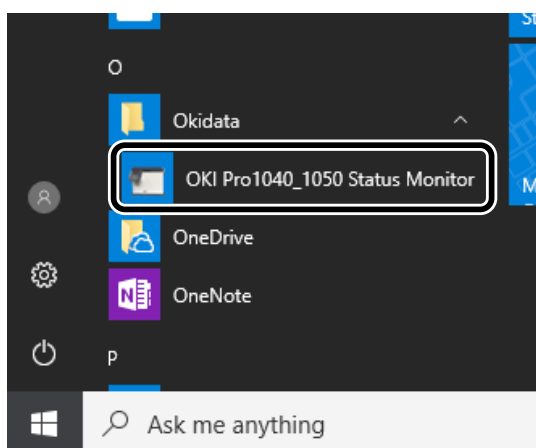 O
Okidata
OKI Pro1040_1050 Status Monitor
OneDrive
OneNote
P
Ask me anything